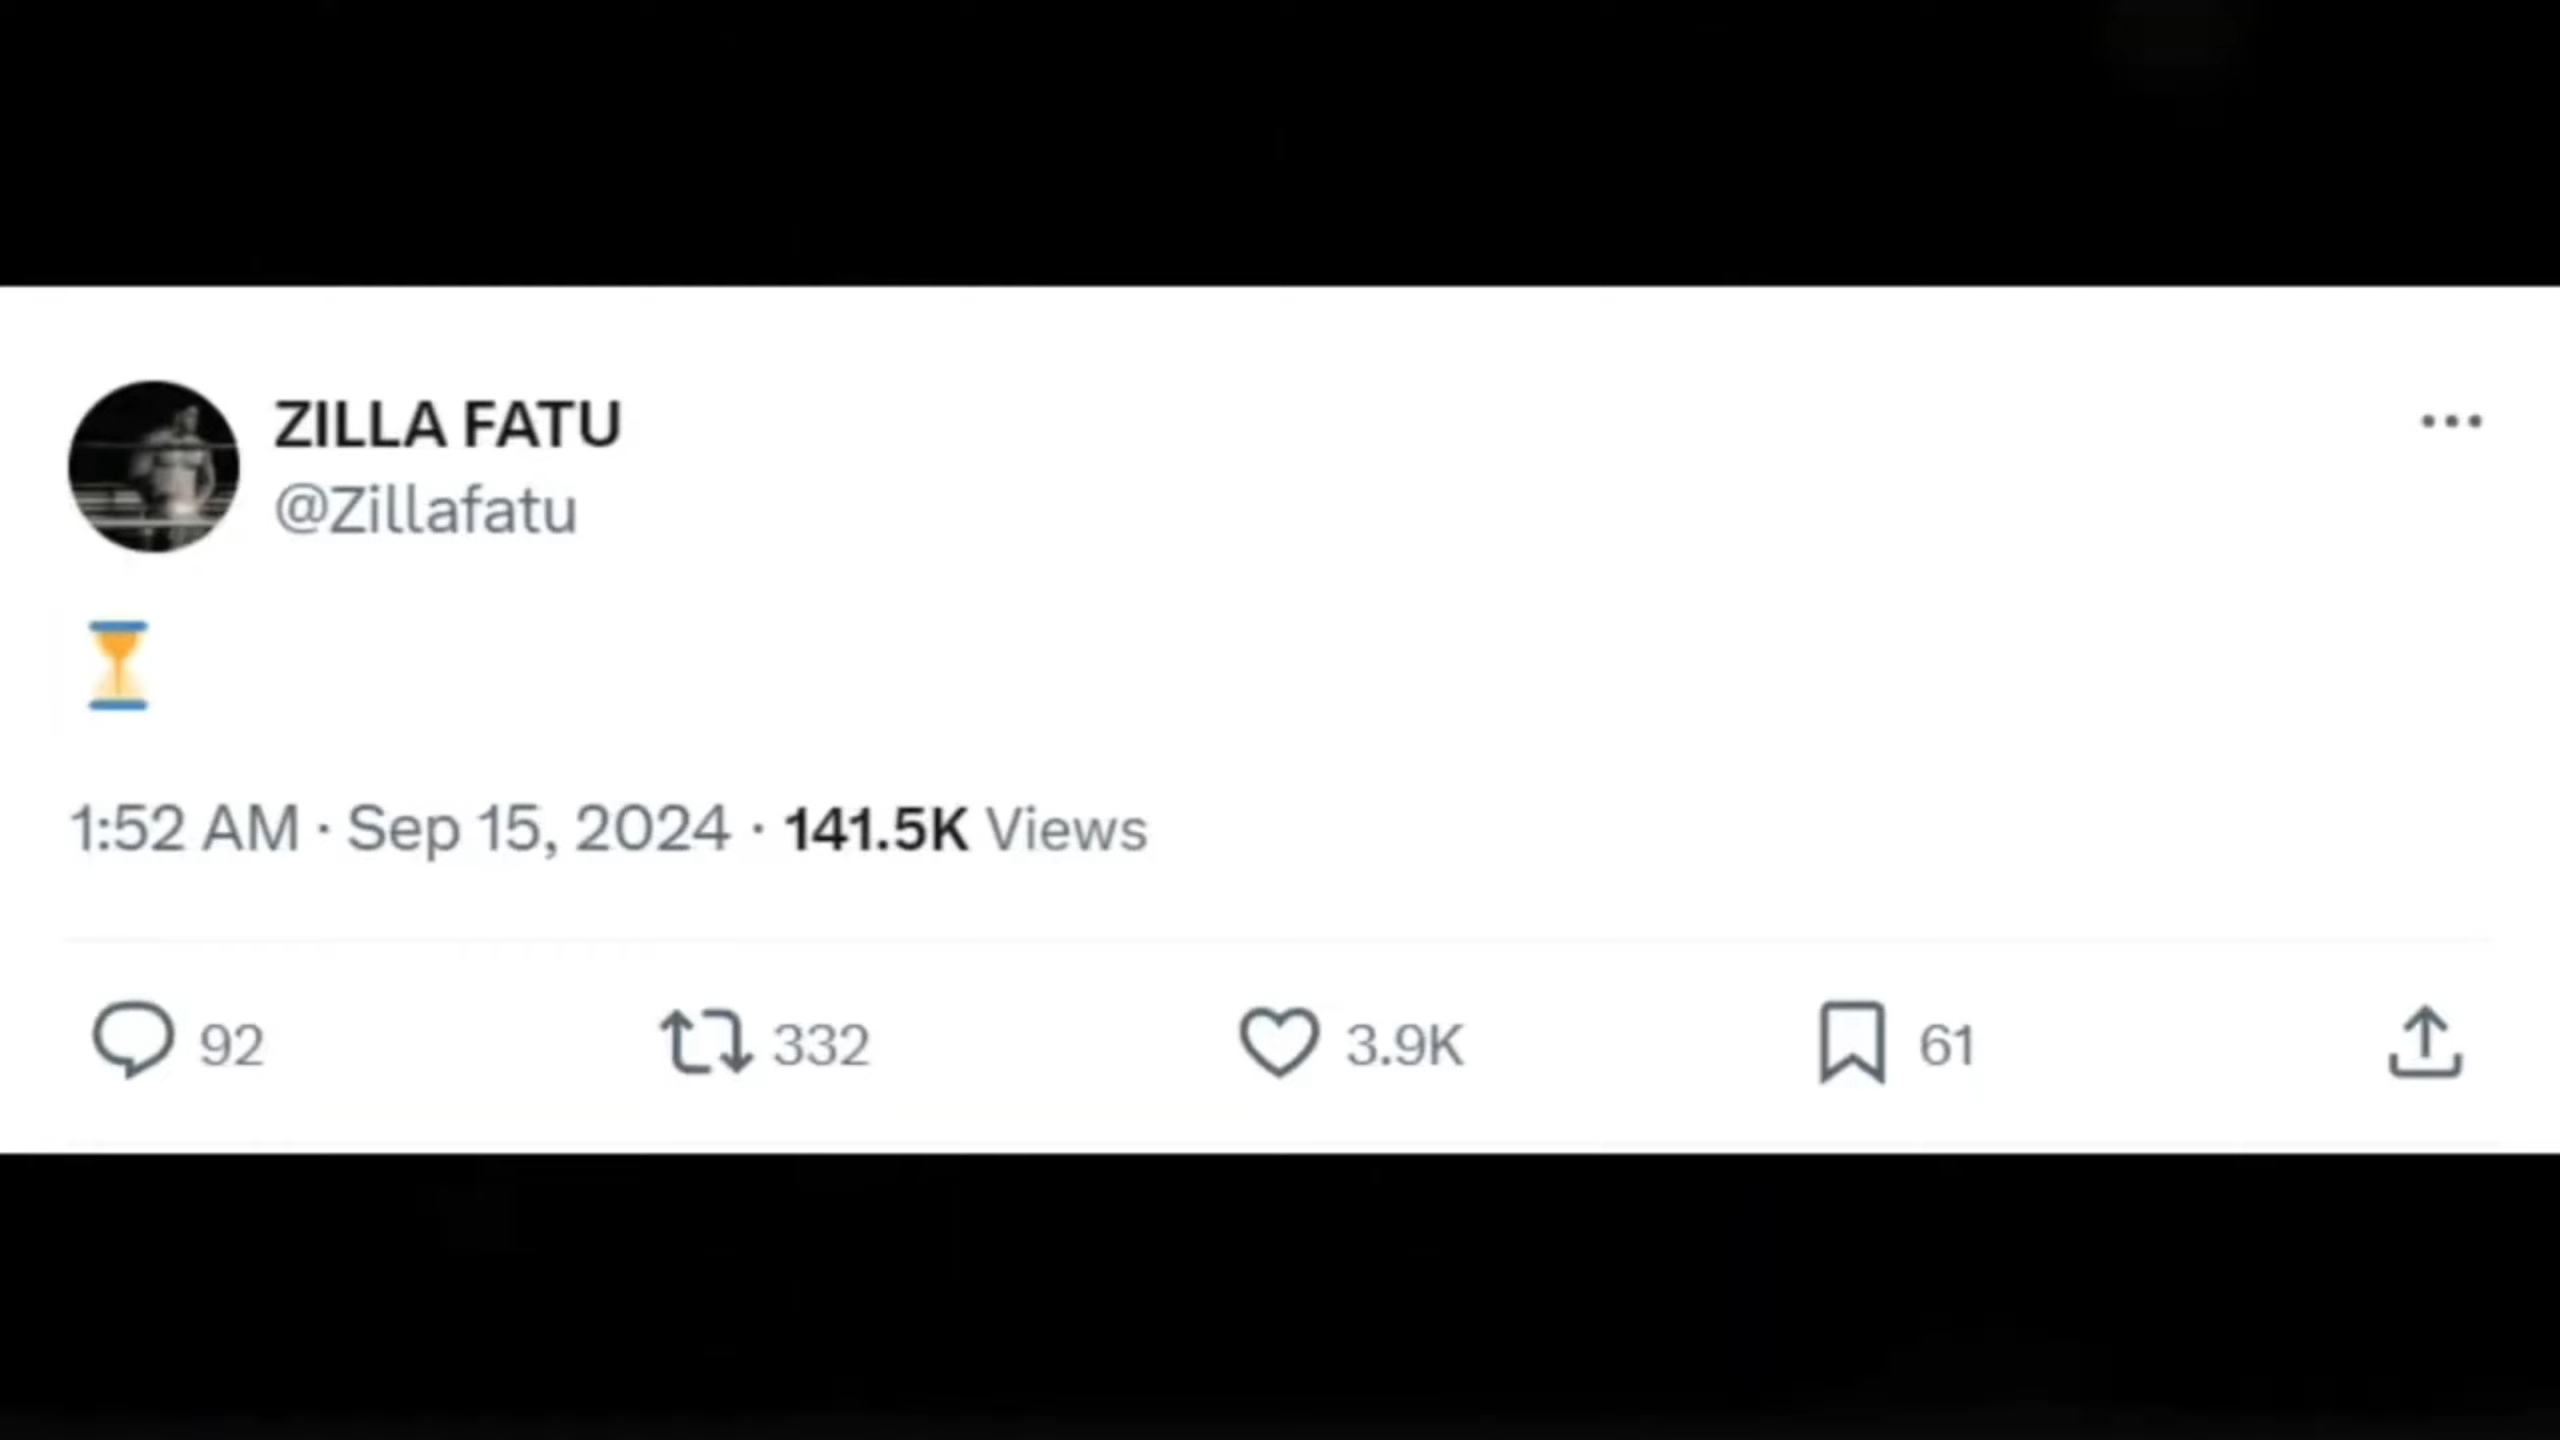 ZILLA FATU
@Zillafatu
⏳
1:52 AM · Sep 15, 2024 · 141.5K Views
92 332 3.9K 61